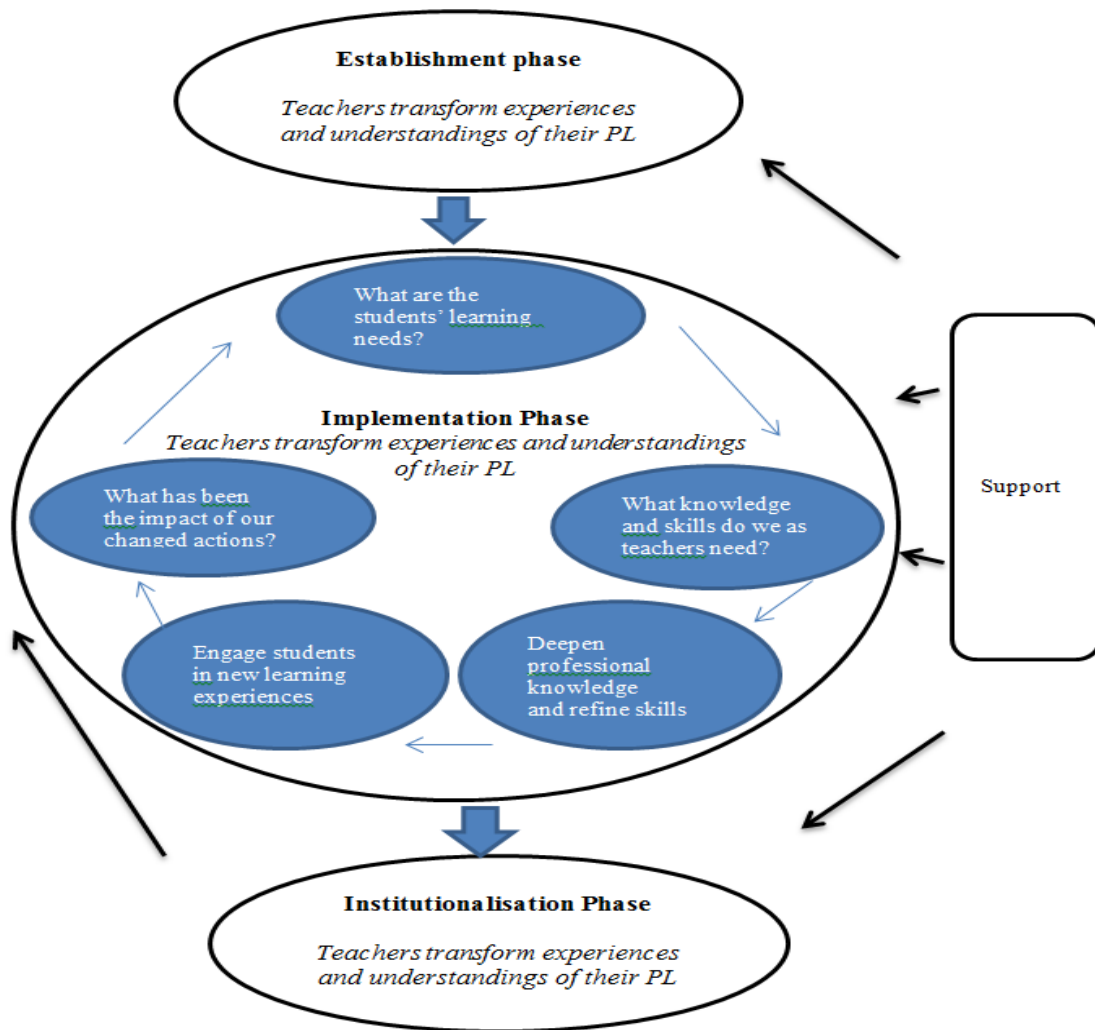 Establishment phase
Teachers transform experiences
and understandings of their PL
What are the
students’ learning
needs?
Implementation Phase
Teachers transform experiences and understandings
of their PL
What has been
the impact of our
changed actions?
What knowledge
and skills do we as
teachers need?
Support
Engage students
in new learning
experiences
Deepen
professional
knowledge
and refine skills
Institutionalisation Phase
Teachers transform experiences
and understandings of their PL